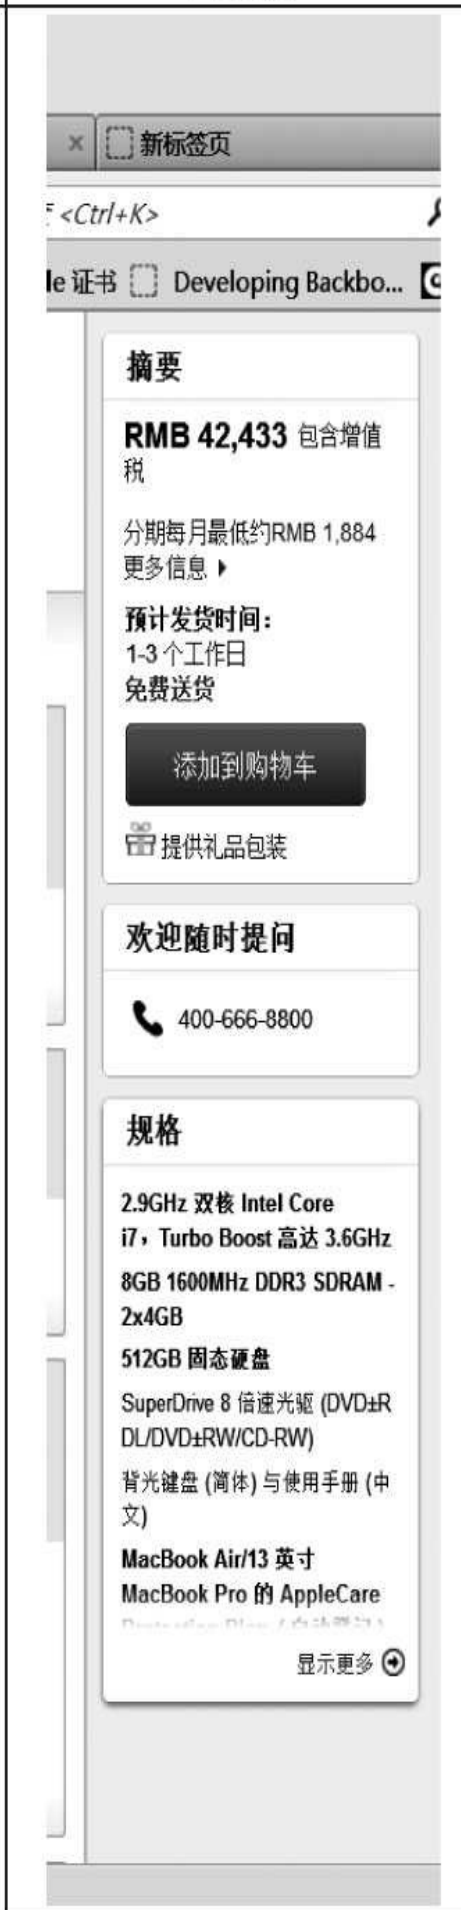 × 新标签页
<Ctrl+K>
le 证书 Developing Backbo...
摘要
RMB 42,433 包含增值
税
分期每月最低约RMB 1,884
更多信息
预计发货时间：
1-3 个工作日
免费送货
添加到购物车
提供礼品包装
欢迎随时提问
400-666-8800
规格
2.9GHz 双核 Intel Core
i7，Turbo Boost 高达 3.6GHz
8GB 1600MHz DDR3 SDRAM -
2x4GB
512GB 固态硬盘
SuperDrive 8 倍速光驱 (DVD±R
DL/DVD±RW/CD-RW)
背光键盘 (简体) 与使用手册 (中
文)
MacBook Air/13 英寸
MacBook Pro 的 AppleCare
显示更多